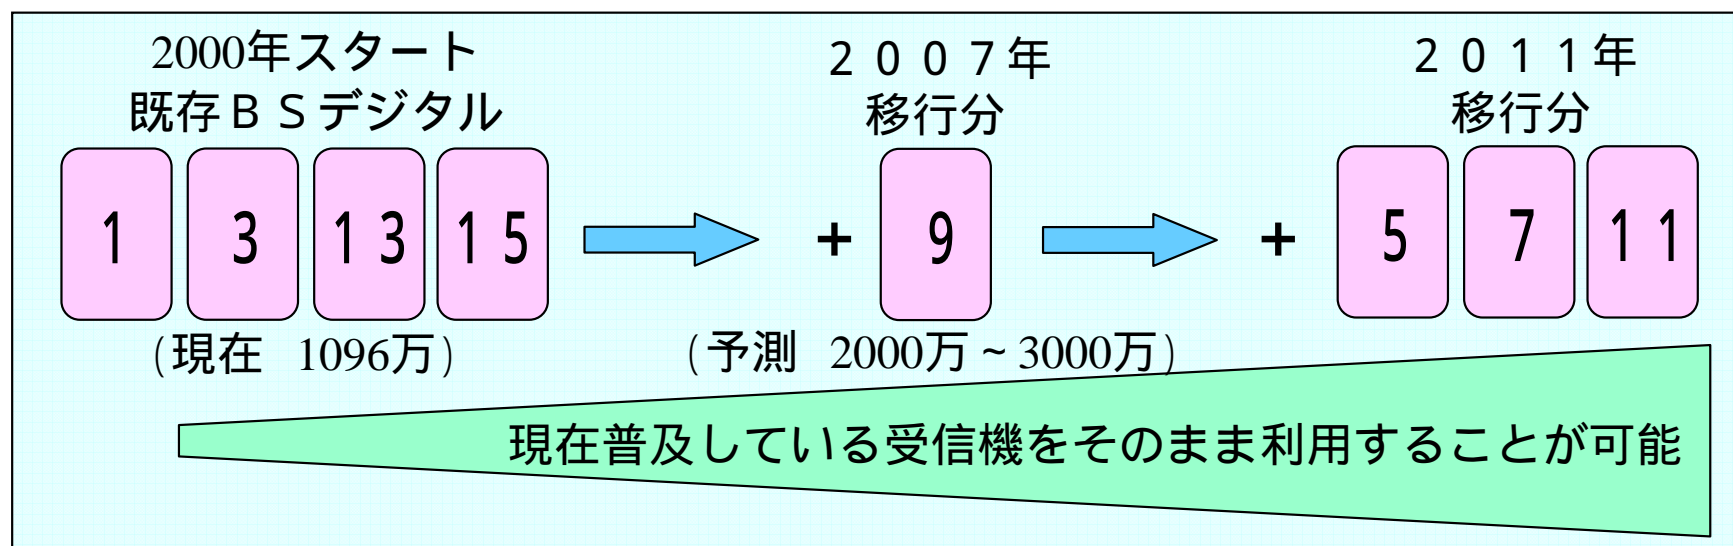 2000年スタート
既存ＢＳデジタル
1
3
１３
１５
(現在 1096万)
+
２００７年
移行分
9
(予測 2000万～3000万)
+
２０１１年
移行分
5
7
１１
現在普及している受信機をそのまま利用することが可能